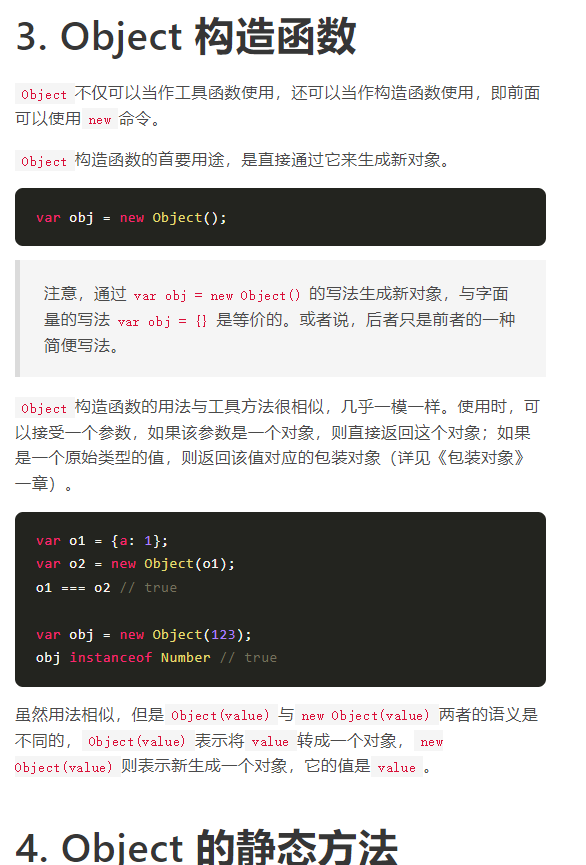 3. Object 构造函数
Object 不仅可以当作工具函数使用，还可以当作构造函数使用，即前面
可以使用 new 命令。
Object 构造函数的首要用途，是直接通过它来生成新对象。
var obj = new Object();
注意，通过 var obj = new Object() 的写法生成新对象，与字面
量的写法 var obj = {} 是等价的。或者说，后者只是前者的一种
简便写法。
Object 构造函数的用法与工具方法很相似，几乎一模一样。使用时，可
以接受一个参数，如果该参数是一个对象，则直接返回这个对象；如果
是一个原始类型的值，则返回该值对应的包装对象（详见《包装对象》
一章）。
var o1 = {a: 1};
var o2 = new Object(o1);
o1 === o2 // true
var obj = new Object(123);
obj instanceof Number // true
虽然用法相似，但是 Object(value) 与 new Object(value) 两者的语义是
不同的， Object(value) 表示将 value 转成一个对象， new
Object(value) 则表示新生成一个对象，它的值是 value 。
4. Object 的静态方法